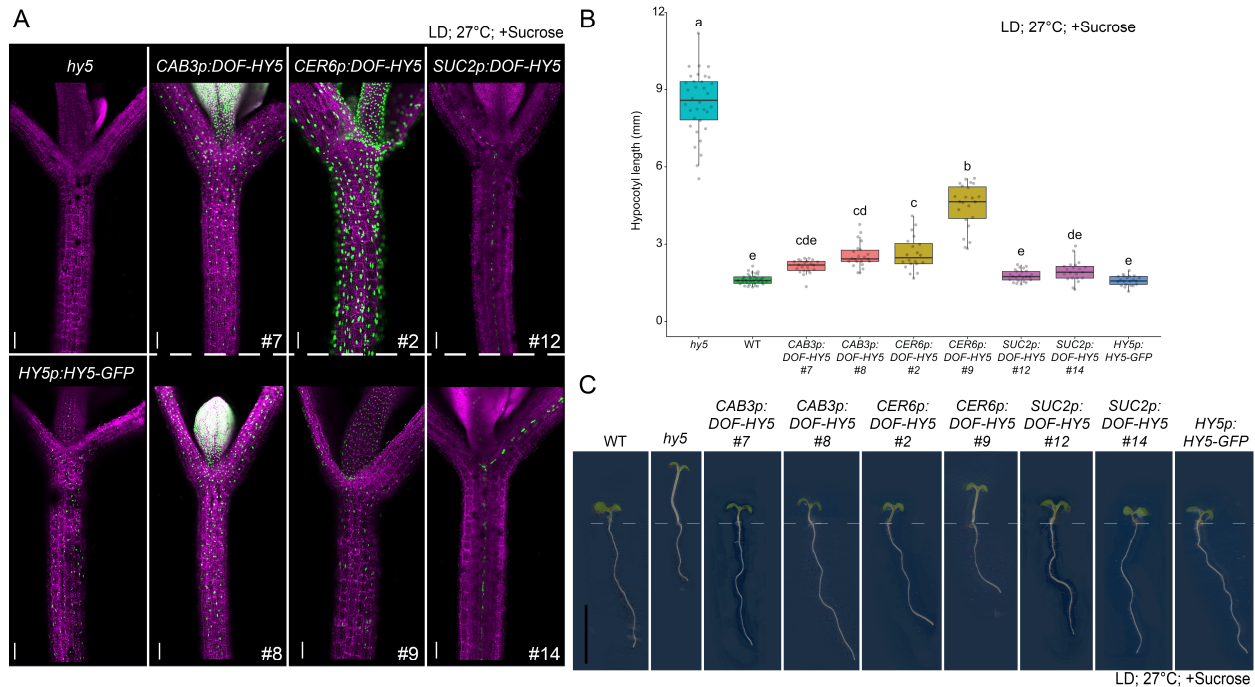 A
LD; 27°C; +Sucrose
hy5
CAB3p:DOF-HY5
CER6p:DOF-HY5
SUC2p:DOF-HY5
#7
#2
#12
HY5p:HY5-GFP
#8
#9
#14
B
LD; 27°C; +Sucrose
Hypocotyl length (mm)
12
9
6
3
0
a
e
cde
cd
c
b
e
de
e
hy5
WT
CAB3p:
DOF-HY5
#7
CAB3p:
DOF-HY5
#8
CER6p:
DOF-HY5
#2
CER6p:
DOF-HY5
#9
SUC2p:
DOF-HY5
#12
SUC2p:
DOF-HY5
#14
HY5p:
HY5-GFP
C
WT
hy5
CAB3p:
DOF-HY5
#7
CAB3p:
DOF-HY5
#8
CER6p:
DOF-HY5
#2
CER6p:
DOF-HY5
#9
SUC2p:
DOF-HY5
#12
SUC2p:
DOF-HY5
#14
HY5p:
HY5-GFP
LD; 27°C; +Sucrose